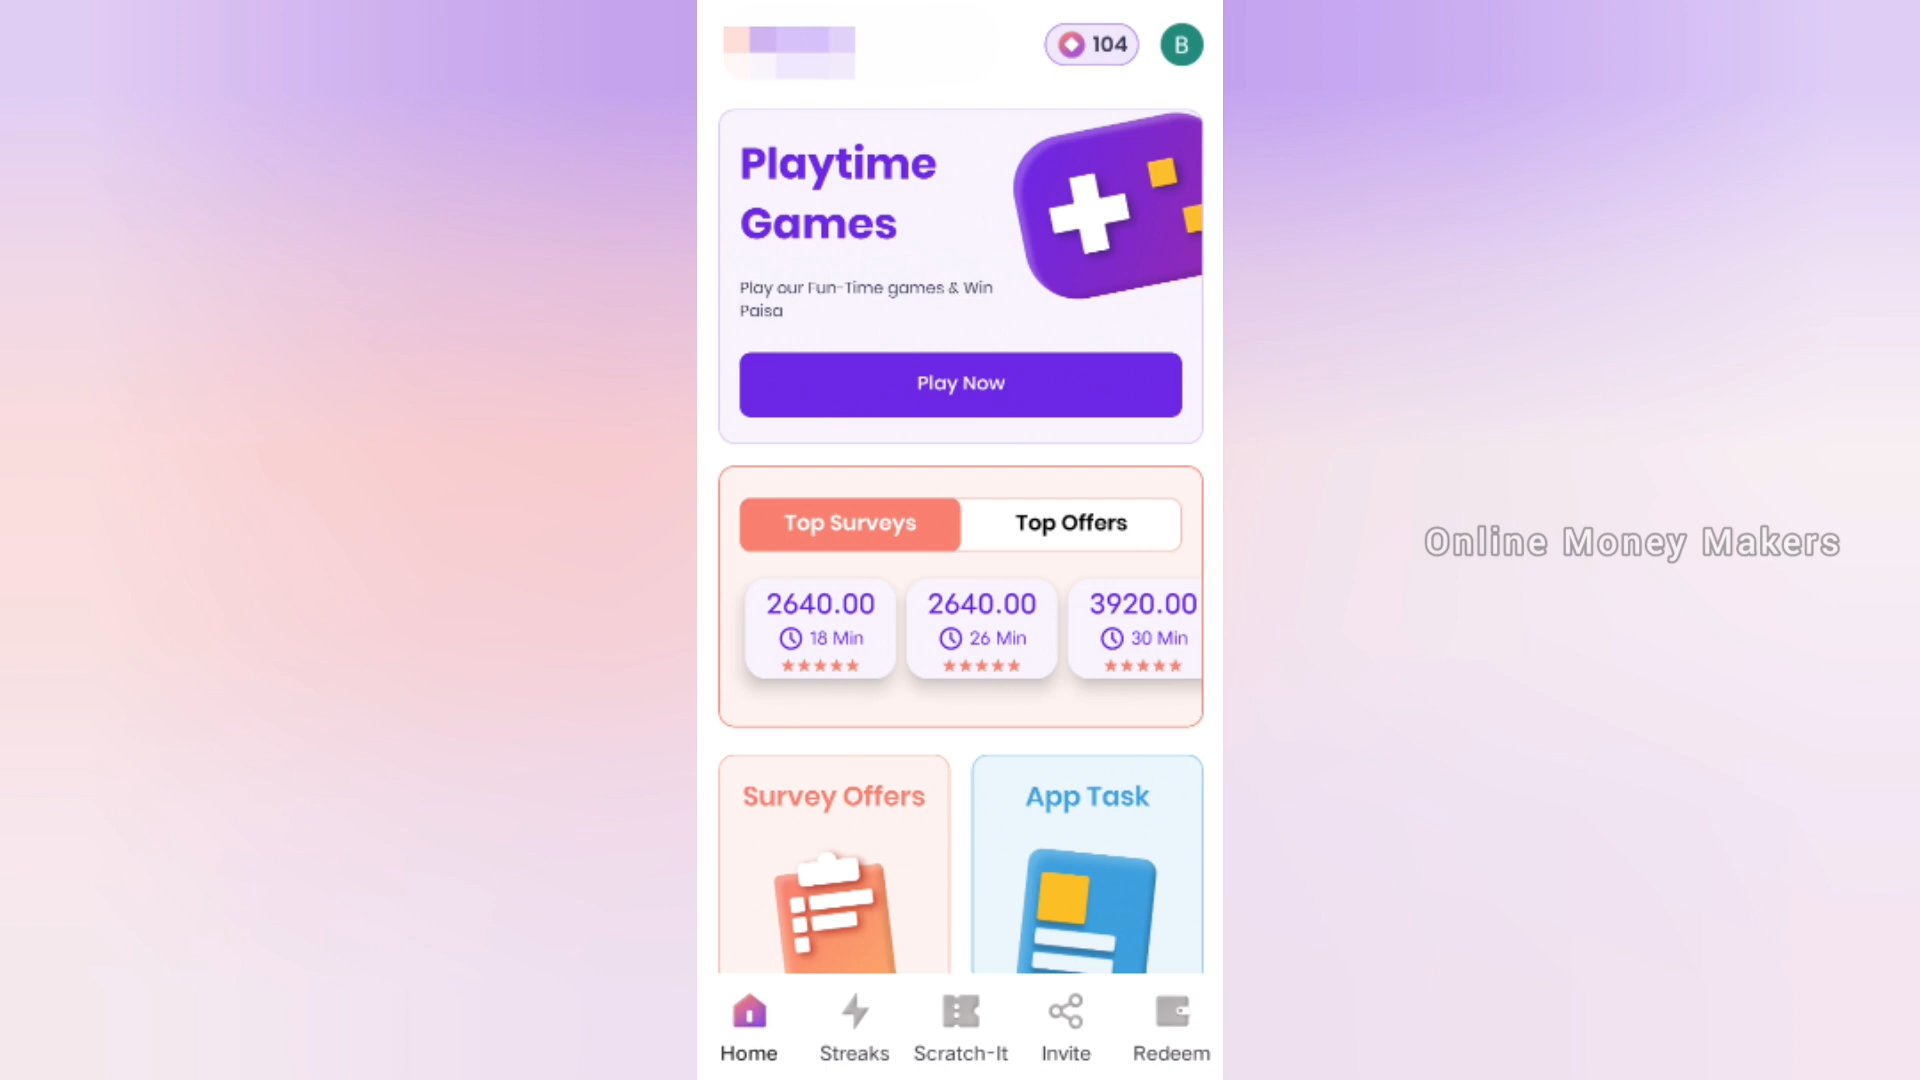 104
B
Playtime
Games
Play our Fun-Time games & Win
Paisa
Play Now
Top Surveys
Top Offers
2640.00
18 Min
2640.00
26 Min
3920.00
30 Min
Survey Offers
App Task
Home
Streaks
Scratch-It
Invite
Redeem
Online Money Makers